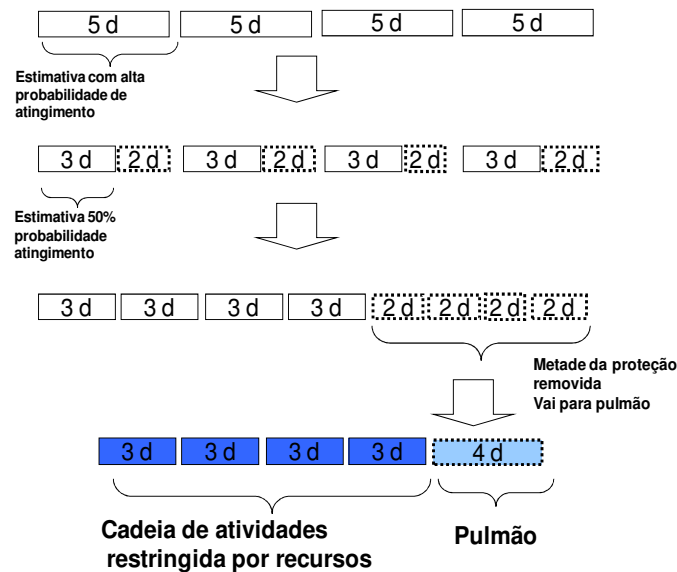 5 d 5 d 5 d 5 d
Estimativa com alta
probabilidade de
atingimento
3 d 2 d 3 d 2 d 3 d 2 d 3 d 2 d
Estimativa 50%
probabilidade
atingimento
3 d 3 d 3 d 3 d 2 d 2 d 2 d 2 d
Metade da proteção
removida
Vai para pulmão
3 d 3 d 3 d 3 d 4 d
Cadeia de atividades
restringida por recursos
Pulmão